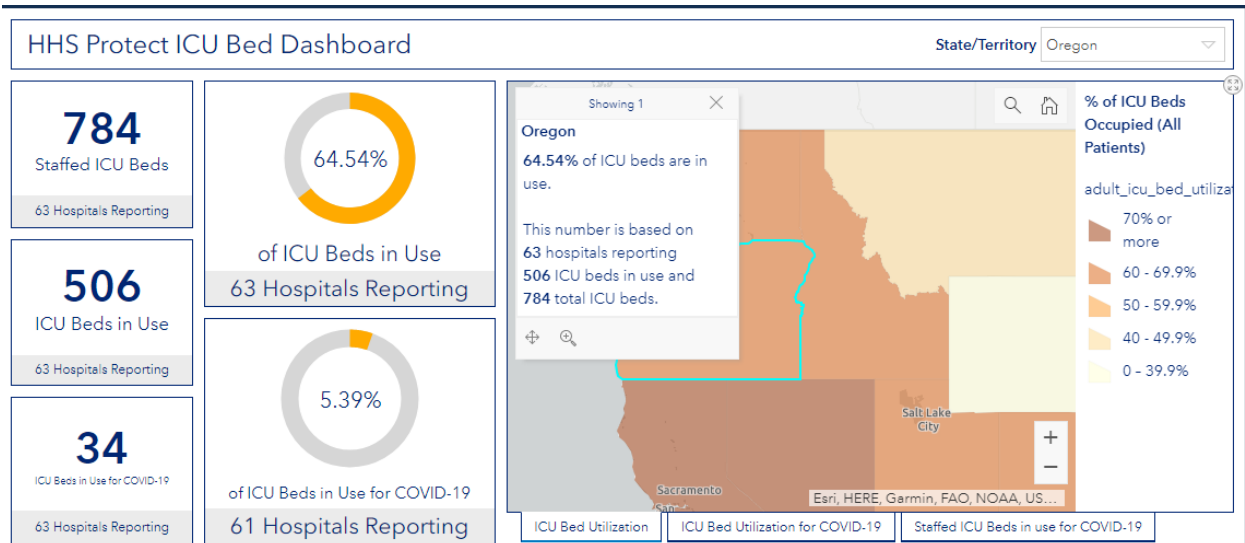 HHS Protect ICU Bed Dashboard
State/Territory Oregon
784
Staffed ICU Beds
63 Hospitals Reporting
506
ICU Beds in Use
63 Hospitals Reporting
34
ICU Beds in Use for COVID-19
63 Hospitals Reporting
64.54%
of ICU Beds in Use
63 Hospitals Reporting
5.39%
of ICU Beds in Use for COVID-19
61 Hospitals Reporting
Showing 1
Oregon
64.54% of ICU beds are in
use.
This number is based on
63 hospitals reporting
506 ICU beds in use and
784 total ICU beds.
Salt Lake
City
Sacramento
Esri, HERE, Garmin, FAO, NOAA, US...
% of ICU Beds
Occupied (All
Patients)
adult_icu_bed_utiliza
70% or
more
60 - 69.9%
50 - 59.9%
40 - 49.9%
0 - 39.9%
ICU Bed Utilization
ICU Bed Utilization for COVID-19
Staffed ICU Beds in use for COVID-19